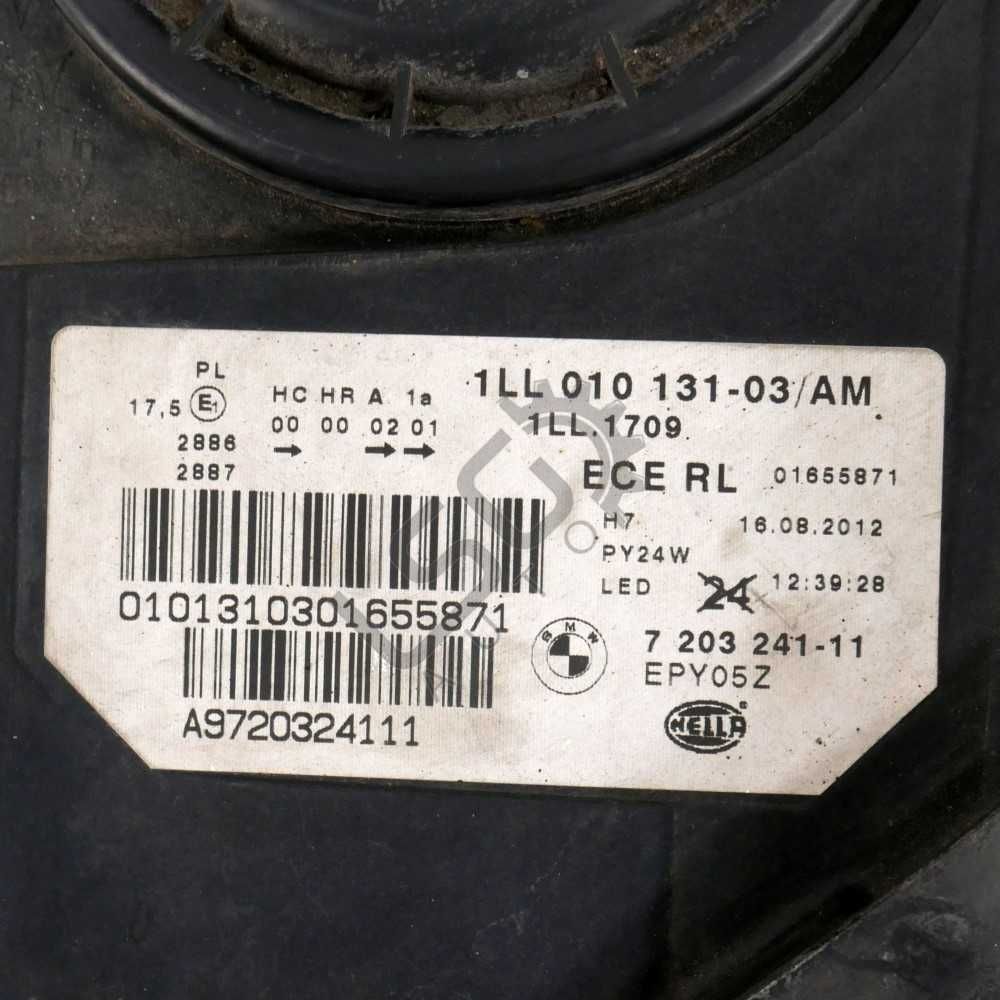 PL
17,5 E1
2886
2887
HC HR A 1a
00 00 02 01
→ → →
1LL 010 131-03/AM
1LL.1709
ECE RL 01655871
H7 16.08.2012
PY24W
LED 24 12:39:28
0101310301655871
BMW
7 203 241-11
EPY05Z
A9720324111
HELLA ®